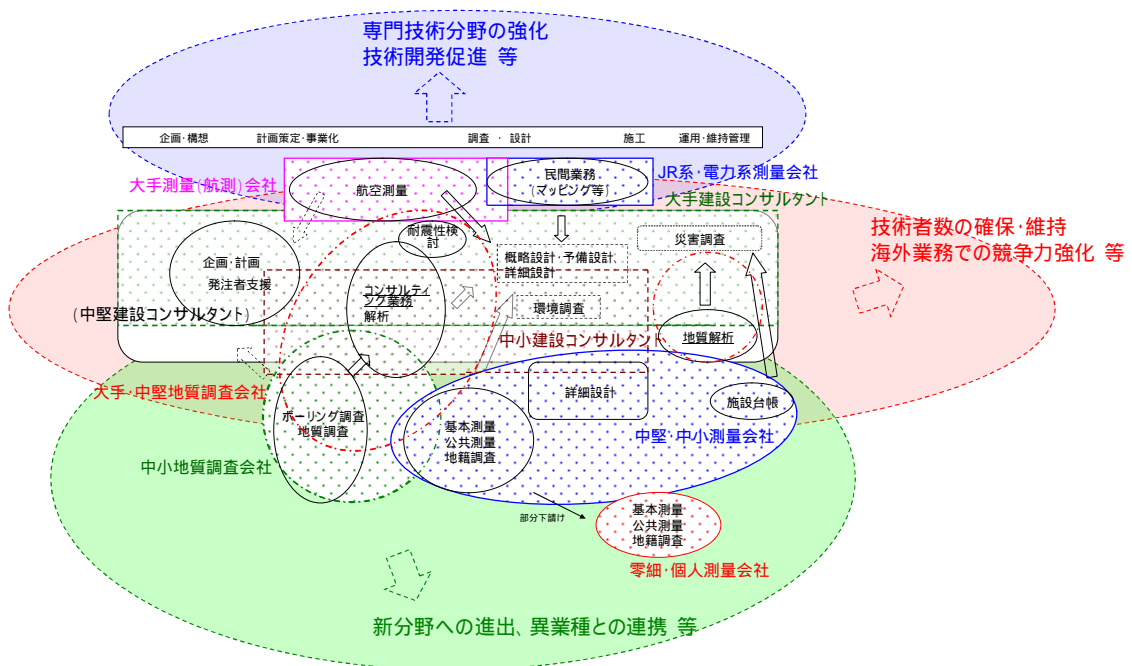 専門技術分野の強化
技術開発促進 等
企画・構想 計画策定・事業化 調査 ・設計 施工 運用・維持管理
大手測量(航測)会社
航空測量
民間業務
(マッピング等)
JR系・電力系測量会社
大手建設コンサルタント
技術者数の確保・維持
海外業務での競争力強化 等
耐震性検
討
災害調査
企画・計画
発注者支援
概略設計・予備設計、
詳細設計
コンサルティ
ング業務
解析
環境調査
(中堅建設コンサルタント)
中小建設コンサルタント
地質解析
大手・中堅地質調査会社
詳細設計
施設台帳
ボーリング調査
地質調査
基本測量
公共測量
地籍調査
中堅・中小測量会社
中小地質調査会社
部分下請け
基本測量
公共測量
地籍調査
零細・個人測量会社
新分野への進出、異業種との連携 等